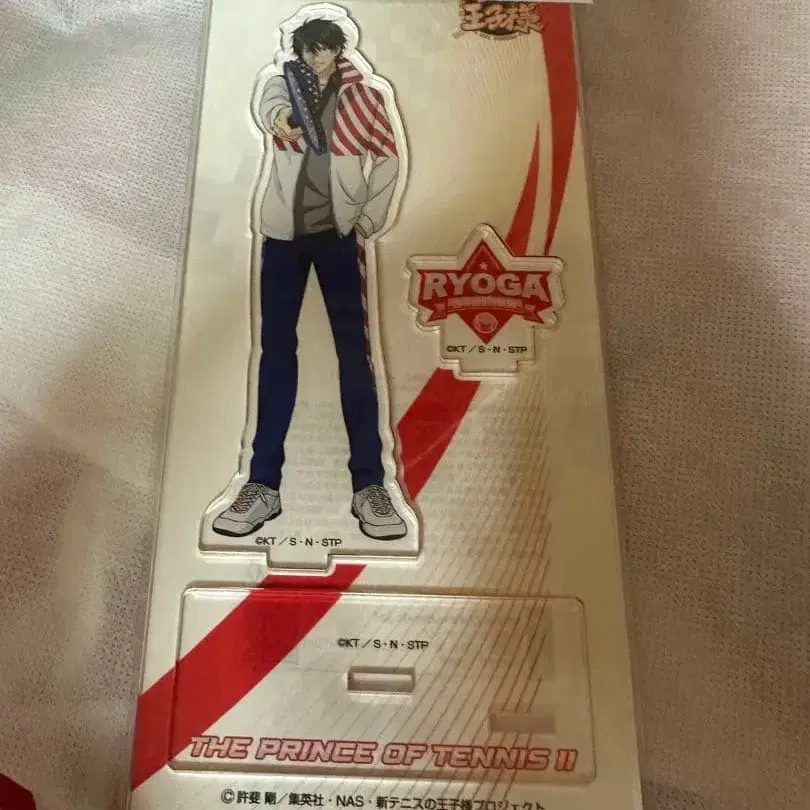 王子様
RYOGA
©KT／S・N・STP
©KT／S・N・STP
©KT／S・N・STP
THE PRINCE OF TENNIS II
©許斐 剛／集英社・NAS・新テニスの王子様プロジェクト